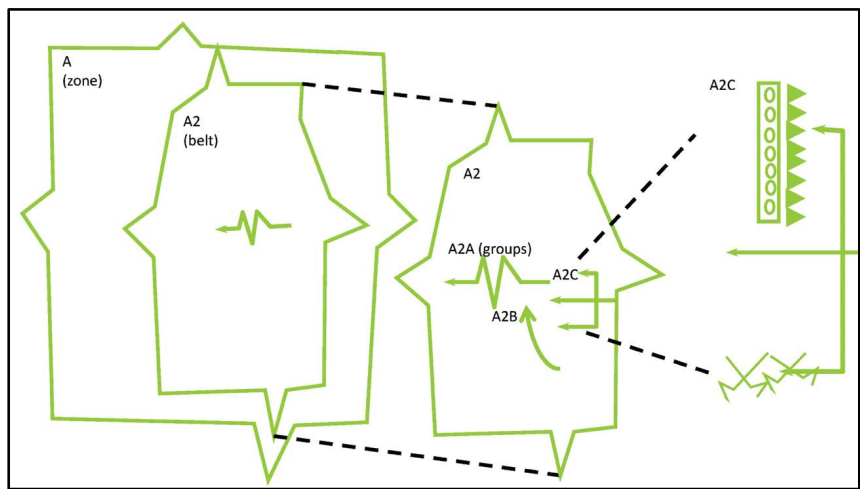 A
(zone)
A2
(belt)
A2
A2A (groups)
A2C
A2B
A2C